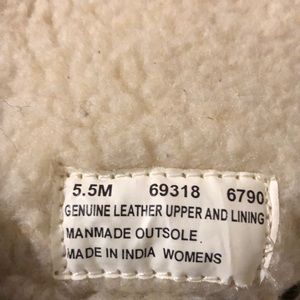 5.5M 69318 6790
GENUINE LEATHER UPPER AND LINING
MANMADE OUTSOLE
MADE IN INDIA WOMENS